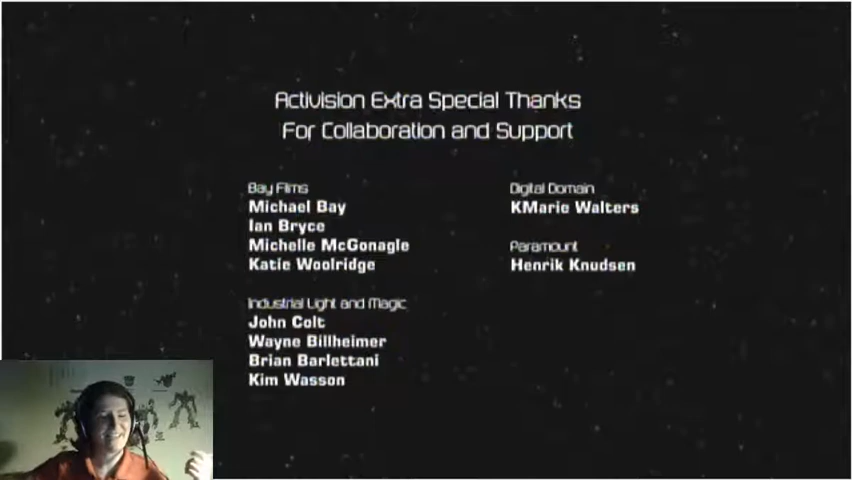 Activision Extra Special Thanks
For Collaboration and Support
Bay Films
Michael Bay
Ian Bryce
Michelle McGonagle
Katie Woolridge
Industrial Light and Magic
John Colt
Wayne Billheimer
Brian Barlettani
Kim Wasson
Digital Domain
KMarie Walters
Paramount
Henrik Knudsen